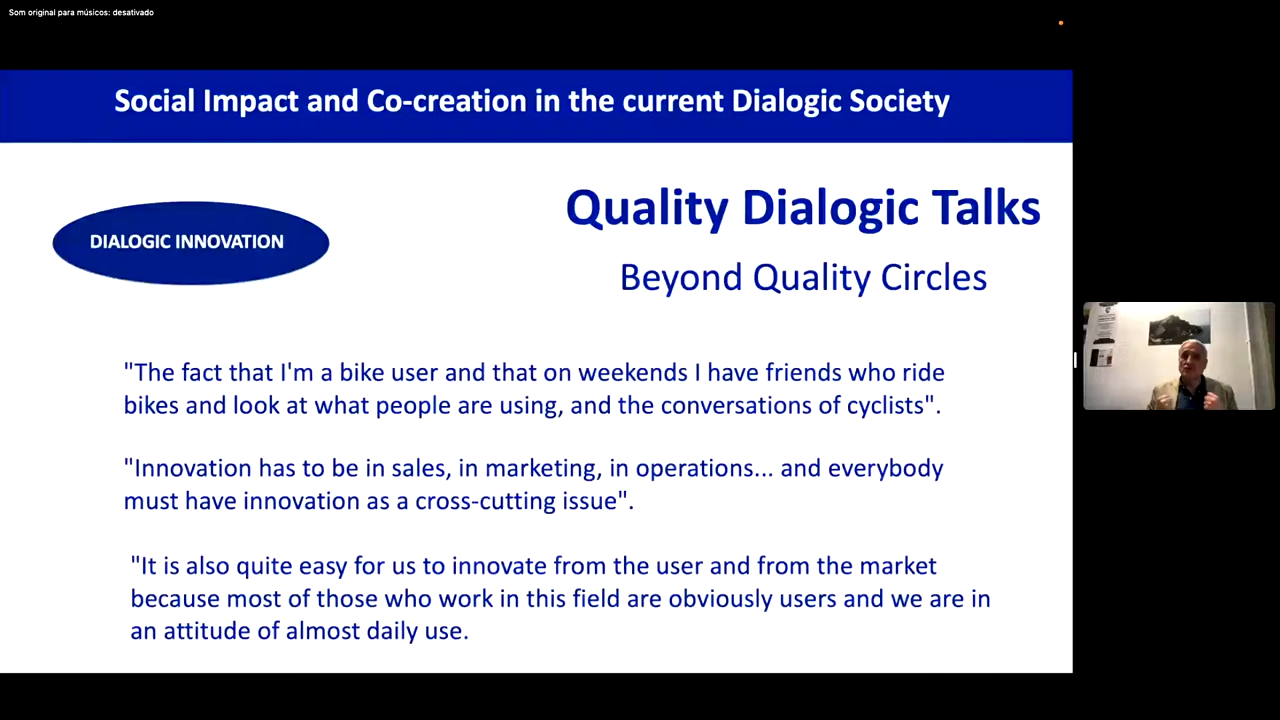 Som original para músicos: desativado
Social Impact and Co-creation in the current Dialogic Society
Quality Dialogic Talks
DIALOGIC INNOVATION
Beyond Quality Circles
"The fact that I'm a bike user and that on weekends I have friends who ride
bikes and look at what people are using, and the conversations of cyclists".
"Innovation has to be in sales, in marketing, in operations... and everybody
must have innovation as a cross-cutting issue".
"It is also quite easy for us to innovate from the user and from the market
because most of those who work in this field are obviously users and we are in
an attitude of almost daily use.